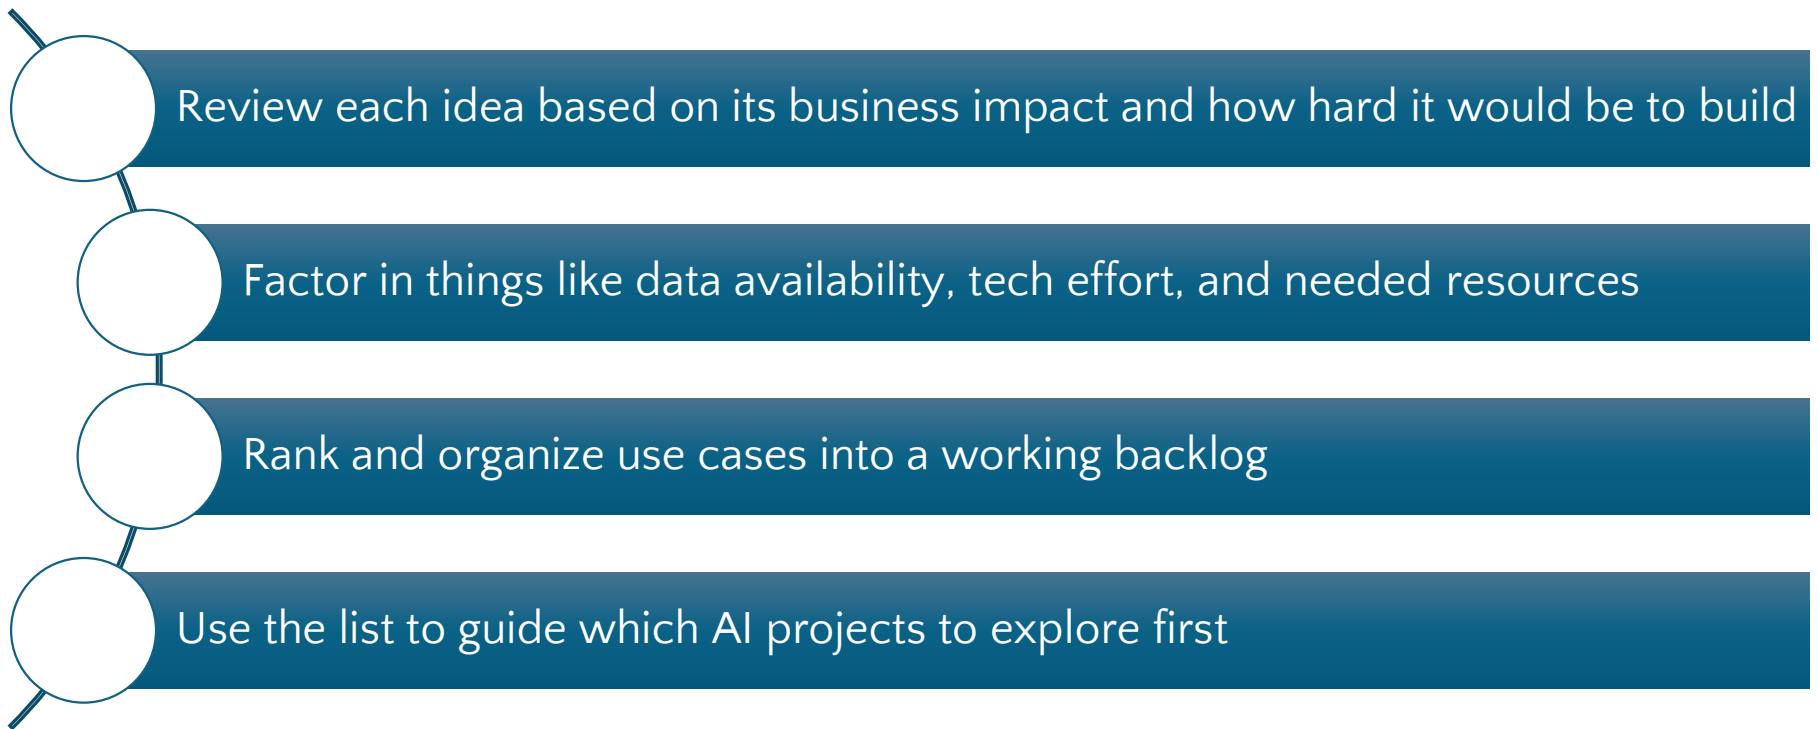 Review each idea based on its business impact and how hard it would be to build
Factor in things like data availability, tech effort, and needed resources
Rank and organize use cases into a working backlog
Use the list to guide which AI projects to explore first